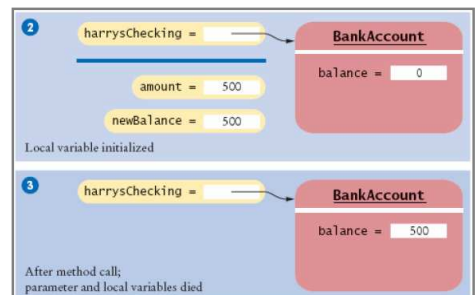 2
harrysChecking =
BankAccount
balance = 0
amount = 500
newBalance = 500
Local variable initialized
3
harrysChecking =
BankAccount
balance = 500
After method call;
parameter and local variables died